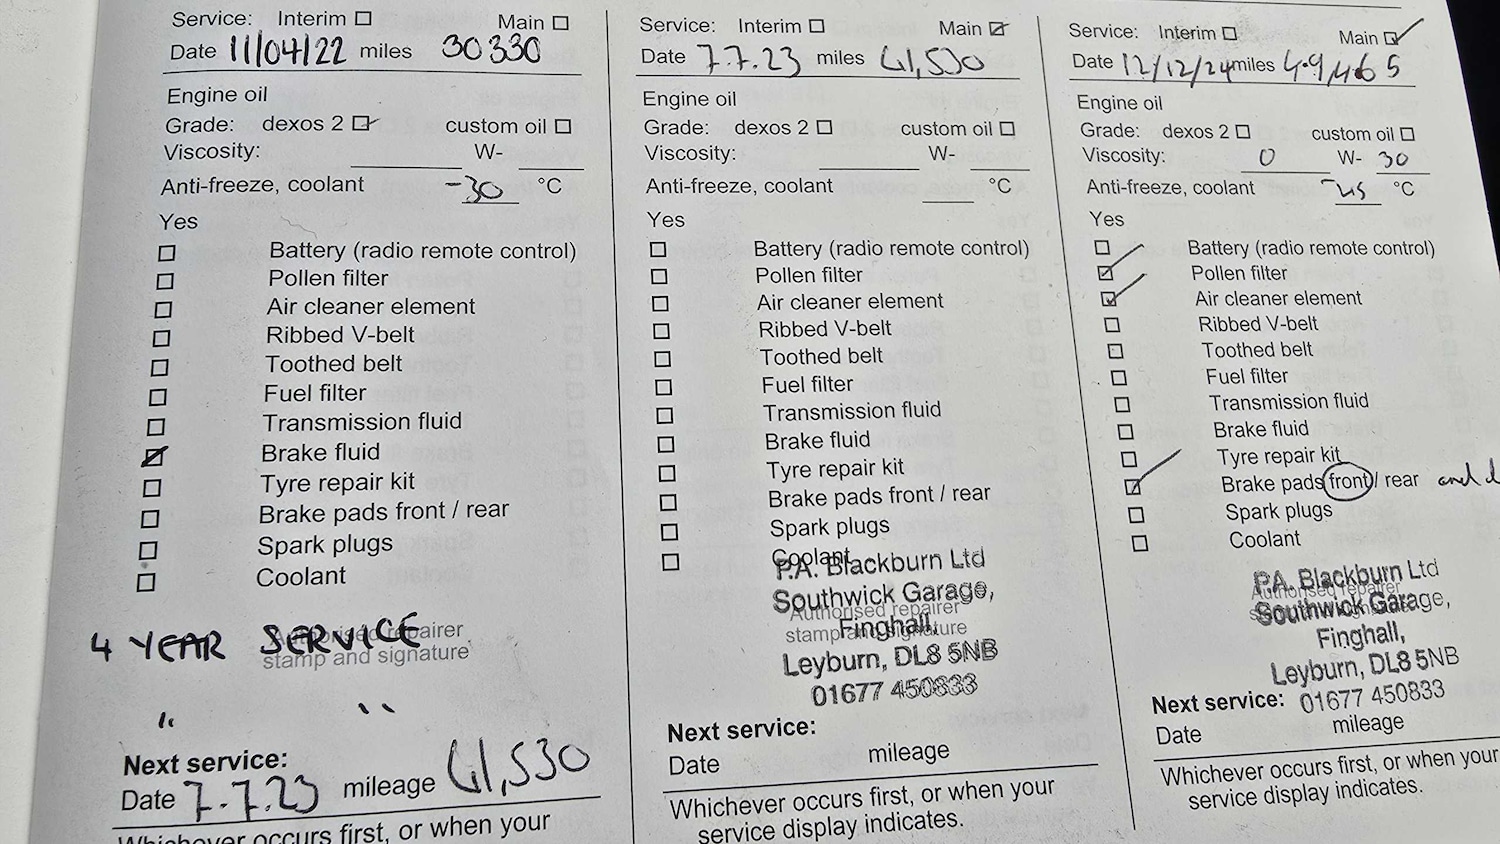 Service: Interim ☐ Main ☐
Date 11/04/22 miles 30330
Engine oil
Grade: dexos 2 ☑ custom oil ☐
Viscosity: W-
Anti-freeze, coolant -30 °C
Yes
☐ Battery (radio remote control)
☐ Pollen filter
☐ Air cleaner element
☐ Ribbed V-belt
☐ Toothed belt
☐ Fuel filter
☐ Transmission fluid
☑ Brake fluid
☐ Tyre repair kit
☐ Brake pads front / rear
☐ Spark plugs
☐ Coolant
4 YEAR SERVICE
Authorised repairer
stamp and signature
" "
Next service:
Date 7.7.23 mileage 41,530
Whichever occurs first, or when your
Service: Interim ☐ Main ☑
Date 7.7.23 miles 41,530
Engine oil
Grade: dexos 2 ☐ custom oil ☐
Viscosity: W-
Anti-freeze, coolant °C
Yes
☐ Battery (radio remote control)
☐ Pollen filter
☐ Air cleaner element
☐ Ribbed V-belt
☐ Toothed belt
☐ Fuel filter
☐ Transmission fluid
☐ Brake fluid
☐ Tyre repair kit
☐ Brake pads front / rear
☐ Spark plugs
☐ Coolant
P.A. Blackburn Ltd
Southwick Garage,
Authorised repairer
Finghall,
stamp and signature
Leyburn, DL8 5NB
01677 450833
Next service:
Date mileage
Whichever occurs first, or when your
service display indicates.
Service: Interim ☐ Main ☑
Date 12/12/24 miles 49,465
Engine oil
Grade: dexos 2 ☐ custom oil ☐
Viscosity: 0 W- 30
Anti-freeze, coolant -45 °C
Yes
☐ Battery (radio remote control)
☑ Pollen filter
☑ Air cleaner element
☐ Ribbed V-belt
☐ Toothed belt
☐ Fuel filter
☐ Transmission fluid
☐ Brake fluid
☐ Tyre repair kit
☑ Brake pads front / rear and
☐ Spark plugs
☐ Coolant
P.A. Blackburn Ltd
Authorised repairer
Southwick Garage,
Finghall,
Leyburn, DL8 5NB
Next service: 01677 450833
Date mileage
Whichever occurs first, or when your
service display indicates.